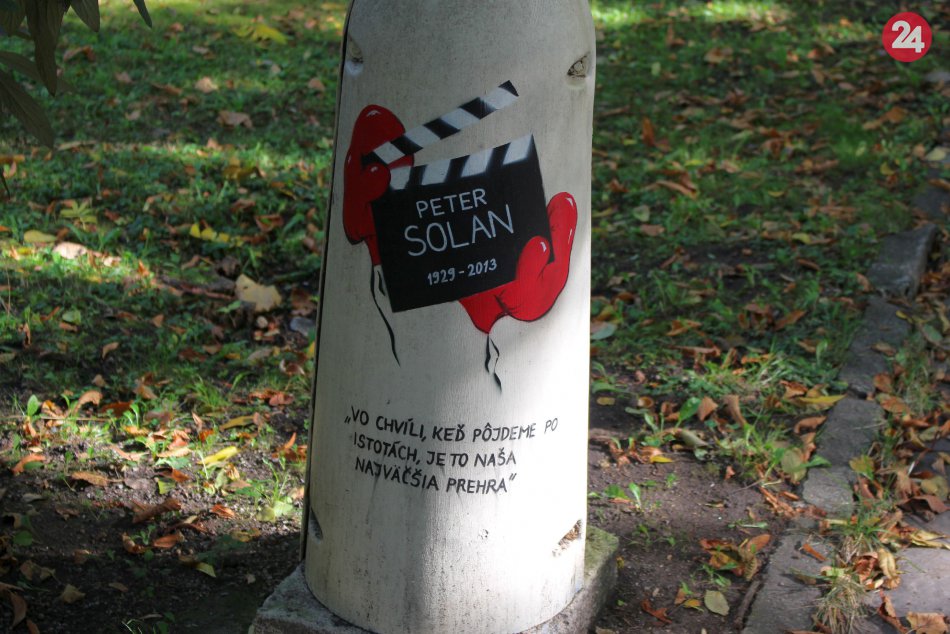 24
PETER
SOLAN
1929 - 2013
„VO CHVÍLI, KEĎ PÔJDEME PO
ISTOTÁCH, JE TO NAŠA
NAJVÄČŠIA PREHRA“